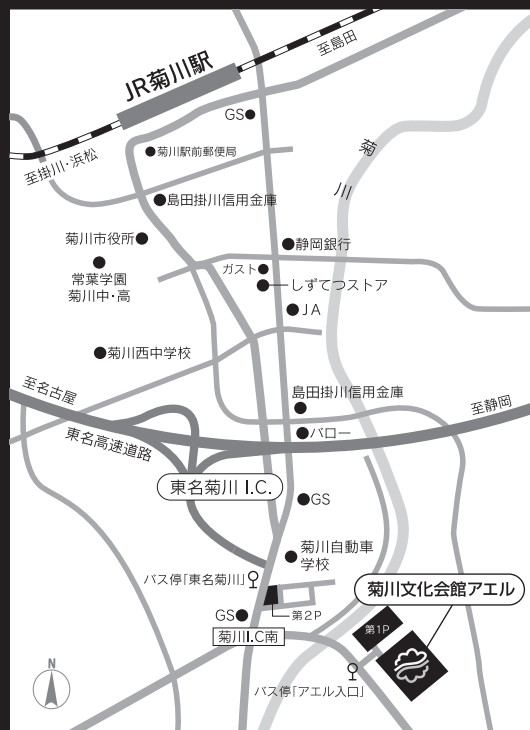 至島田
JR菊川駅
GS
菊川駅前郵便局
至掛川・浜松
菊
川
島田掛川信用金庫
菊川市役所
静岡銀行
常葉学園
菊川中・高
ガスト
しずてつストア
JA
菊川西中学校
至名古屋
島田掛川信用金庫
至静岡
東名高速道路
バロー
東名菊川 I.C.
GS
菊川自動車
学校
バス停「東名菊川」
菊川文化会館アエル
GS
第2P
第1P
菊川I.C南
N
バス停「アエル入口」